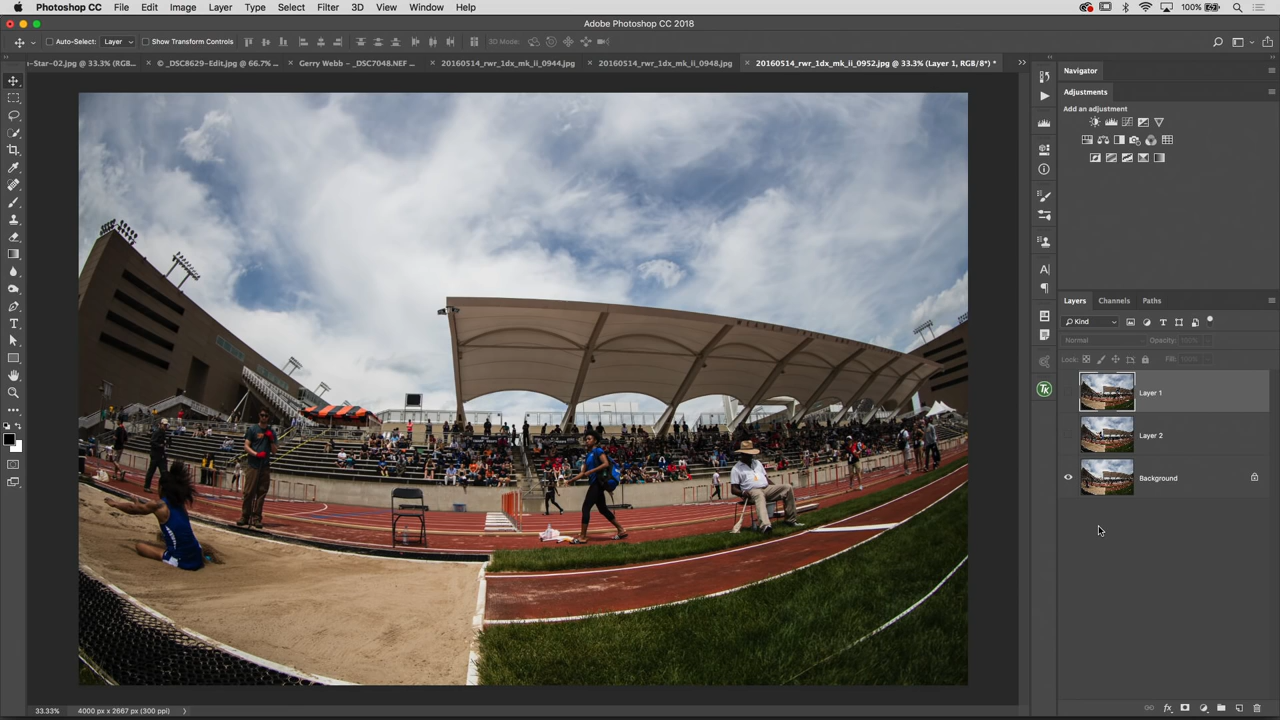 Photoshop CC File Edit Image Layer Type Select Filter 3D View Window Help 100%
Adobe Photoshop CC 2018
Auto-Select: Layer Show Transform Controls 3D Mode:
-Star-02.jpg @ 33.3% (RGB... × © _DSC8629-Edit.jpg @ 66.7% ... × Gerry Webb — _DSC7048.NEF ... × 20160514_rwr_1dx_mk_ii_0944.jpg × 20160514_rwr_1dx_mk_ii_0948.jpg × 20160514_rwr_1dx_mk_ii_0952.jpg @ 33.3% (Layer 1, RGB/8*) *
Navigator
Adjustments
Add an adjustment
Layers Channels Paths
Kind
Normal Opacity: 100%
Lock: Fill: 100%
Layer 1
Layer 2
Background
TK
33.33% 4000 px x 2667 px (300 ppi)